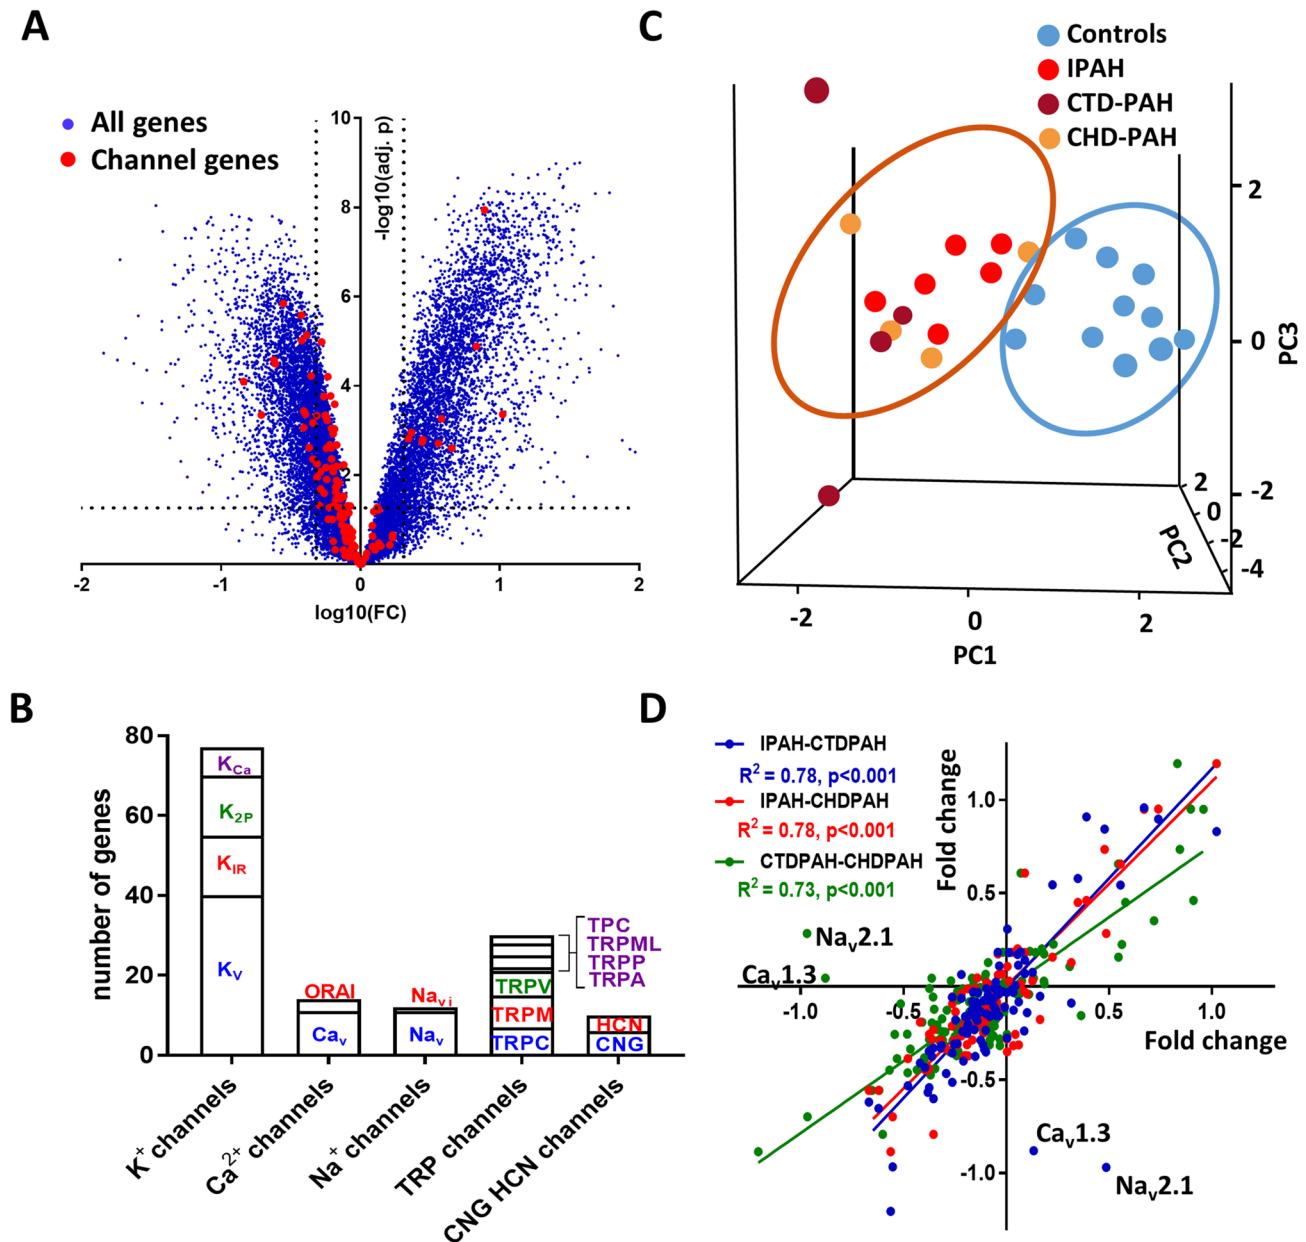 A
All genes
Channel genes
-log10(adj. p)
10
8
6
4
2
-2
-1
0
1
2
log10(FC)
C
Controls
IPAH
CTD-PAH
CHD-PAH
2
0
-2
PC3
2
0
-2
-4
PC2
-2
0
2
PC1
B
number of genes
80
60
40
20
0
KCa
K2P
KIR
KV
ORAI
Cav
Nav i
Nav
TRPV
TRPM
TRPC
TPC
TRPML
TRPP
TRPA
HCN
CNG
K+ channels
Ca2+ channels
Na+ channels
TRP channels
CNG HCN channels
D
IPAH-CTDPAH
R2 = 0.78, p<0.001
IPAH-CHDPAH
R2 = 0.78, p<0.001
CTDPAH-CHDPAH
R2 = 0.73, p<0.001
Fold change
1.0
0.5
Nav2.1
Cav1.3
-1.0
-0.5
0.5
1.0
Fold change
-0.5
-1.0
Cav1.3
Nav2.1